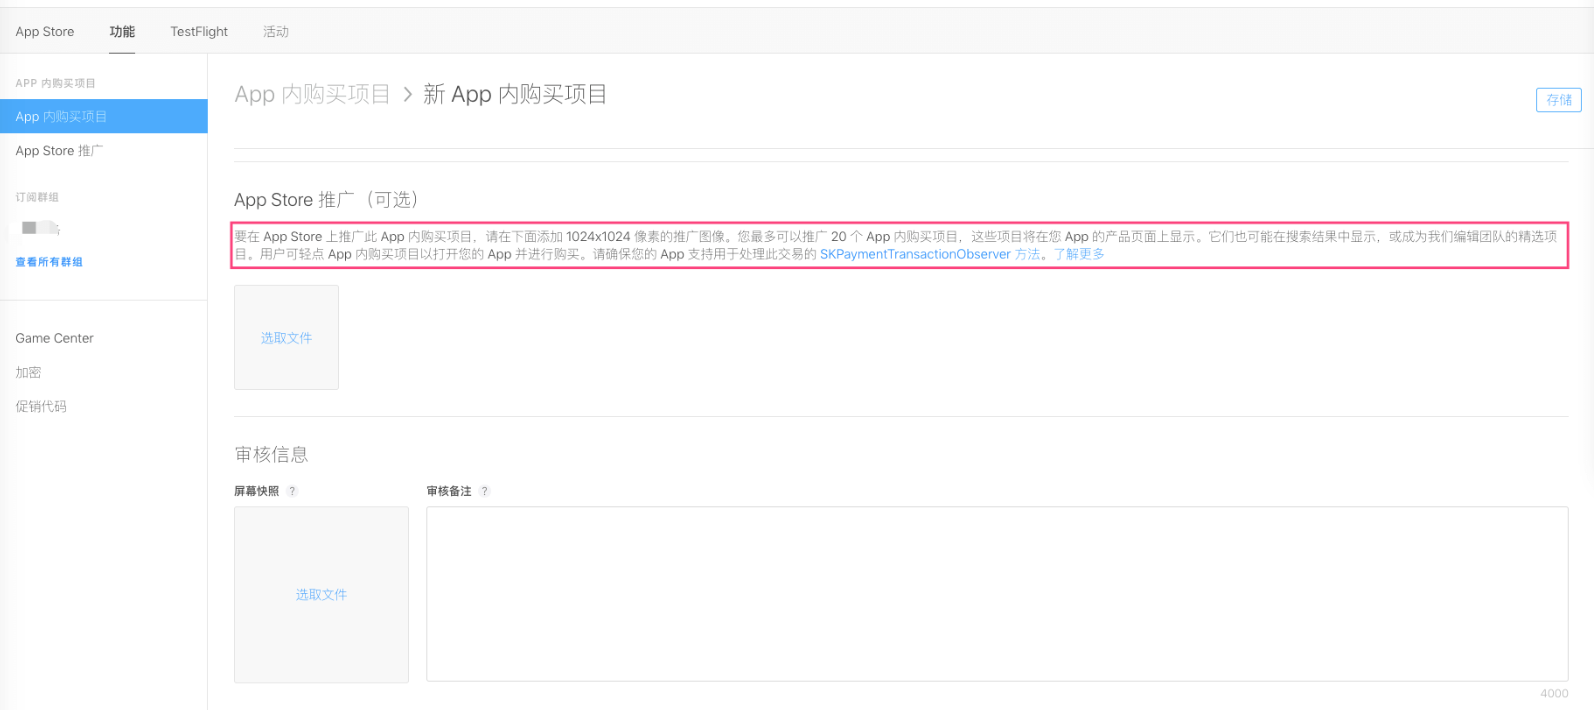 App Store 功能 TestFlight 活动
APP 内购买项目
App 内购买项目
App Store 推广
订阅群组
查看所有群组
Game Center
加密
促销代码
App 内购买项目 > 新 App 内购买项目
存储
App Store 推广（可选）
要在 App Store 上推广此 App 内购买项目，请在下面添加 1024x1024 像素的推广图像。您最多可以推广 20 个 App 内购买项目，这些项目将在您 App 的产品页面上显示。它们也可能在搜索结果中显示，或成为我们编辑团队的精选项
目。用户可轻点 App 内购买项目以打开您的 App 并进行购买。请确保您的 App 支持用于处理此交易的 SKPaymentTransactionObserver 方法。了解更多
选取文件
审核信息
屏幕快照 ? 审核备注 ?
选取文件
4000